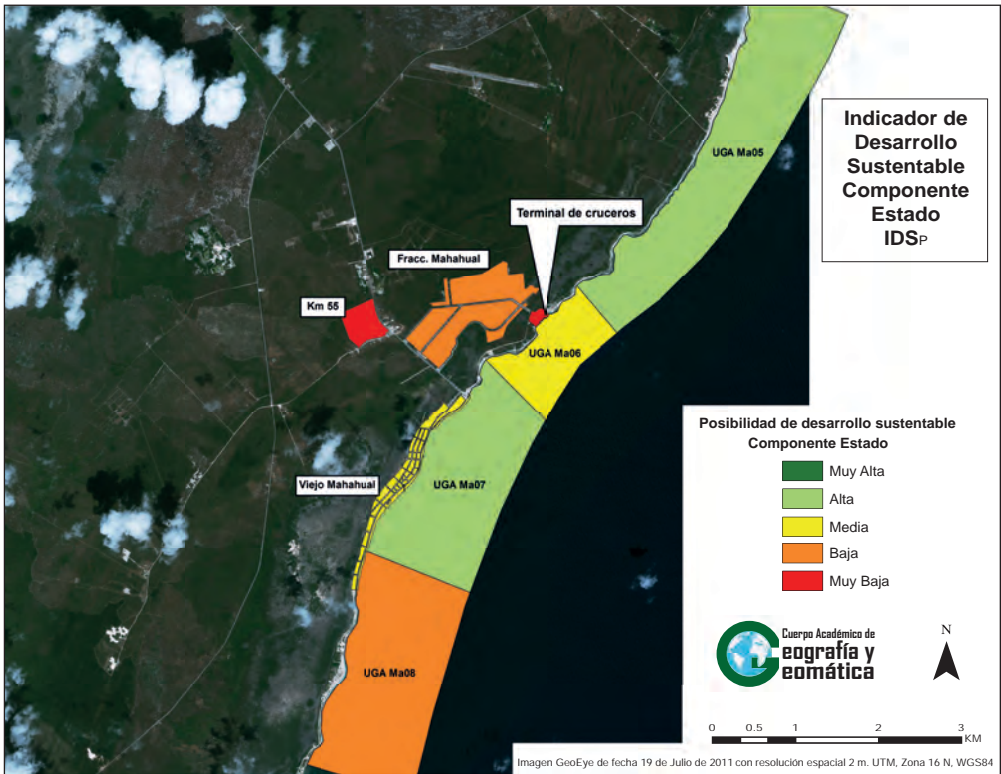 Indicador de
Desarrollo
Sustentable
Componente
Estado
IDSP
UGA Ma05
Terminal de cruceros
Fracc. Mahahual
Km 55
UGA Ma06
Viejo Mahahual
UGA Ma07
UGA Ma08
Posibilidad de desarrollo sustentable
Componente Estado
Muy Alta
Alta
Media
Baja
Muy Baja
Cuerpo Académico de
Geografía y
Geomática
N
0 0.5 1 2 3
KM
Imagen GeoEye de fecha 19 de Julio de 2011 con resolución espacial 2 m. UTM, Zona 16 N, WGS84